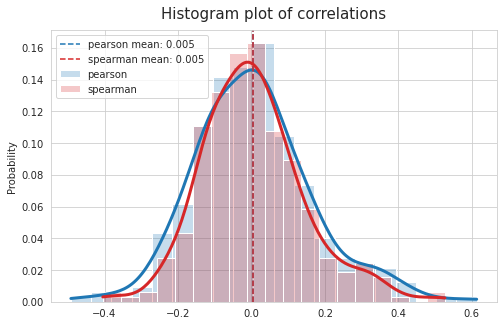 Histogram plot of correlations
pearson mean: 0.005
spearman mean: 0.005
pearson
spearman
Probability
0.16
0.14
0.12
0.10
0.08
0.06
0.04
0.02
0.00
−0.4 −0.2 0.0 0.2 0.4 0.6